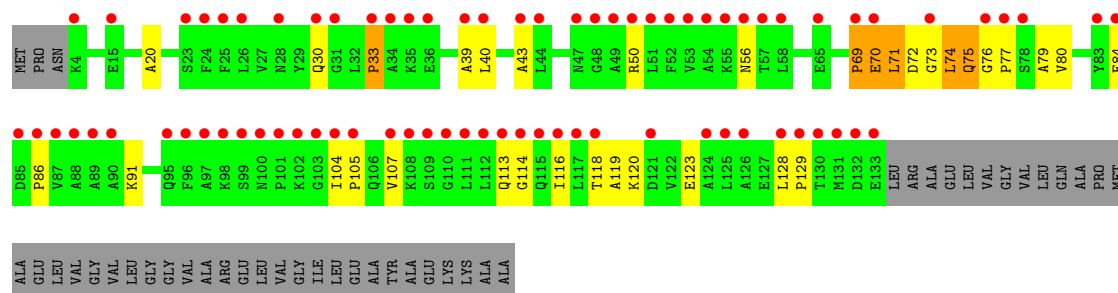 MET PRO ASN K4 E15 A20 S23 F24 F25 L26 V27 N28 Y29 Q30 G31 L32 P33 A34 K35 E36 A39 L40 A43 L44 N47 G48 A49 R50 L51 F52 V53 A54 K55 N56 T57 L58 E65 P69 E70 L71 D72 G73 L74 Q75 G76 P77 S78 A79 V80 Y83
D85 P86 V87 A88 A89 A90 K91 Q95 F96 A97 K98 S99 N100 P101 K102 G103 I104 P105 Q106 V107 K108 S109 G110 L111 L112 Q113 G114 Q115 I116 L117 T118 A119 K120 D121 V122 E123 A124 L125 A126 E127 L128 P129 T130 M131 D132 E133 LEU ARG ALA GLU LEU VAL GLY VAL LEU GLN ALA PRO MET
ALA GLU LEU VAL GLY VAL LEU GLY GLY VAL ALA ARG GLU LEU VAL GLY ILE LEU GLU ALA TYR ALA GLU LYS LYS ALA ALA